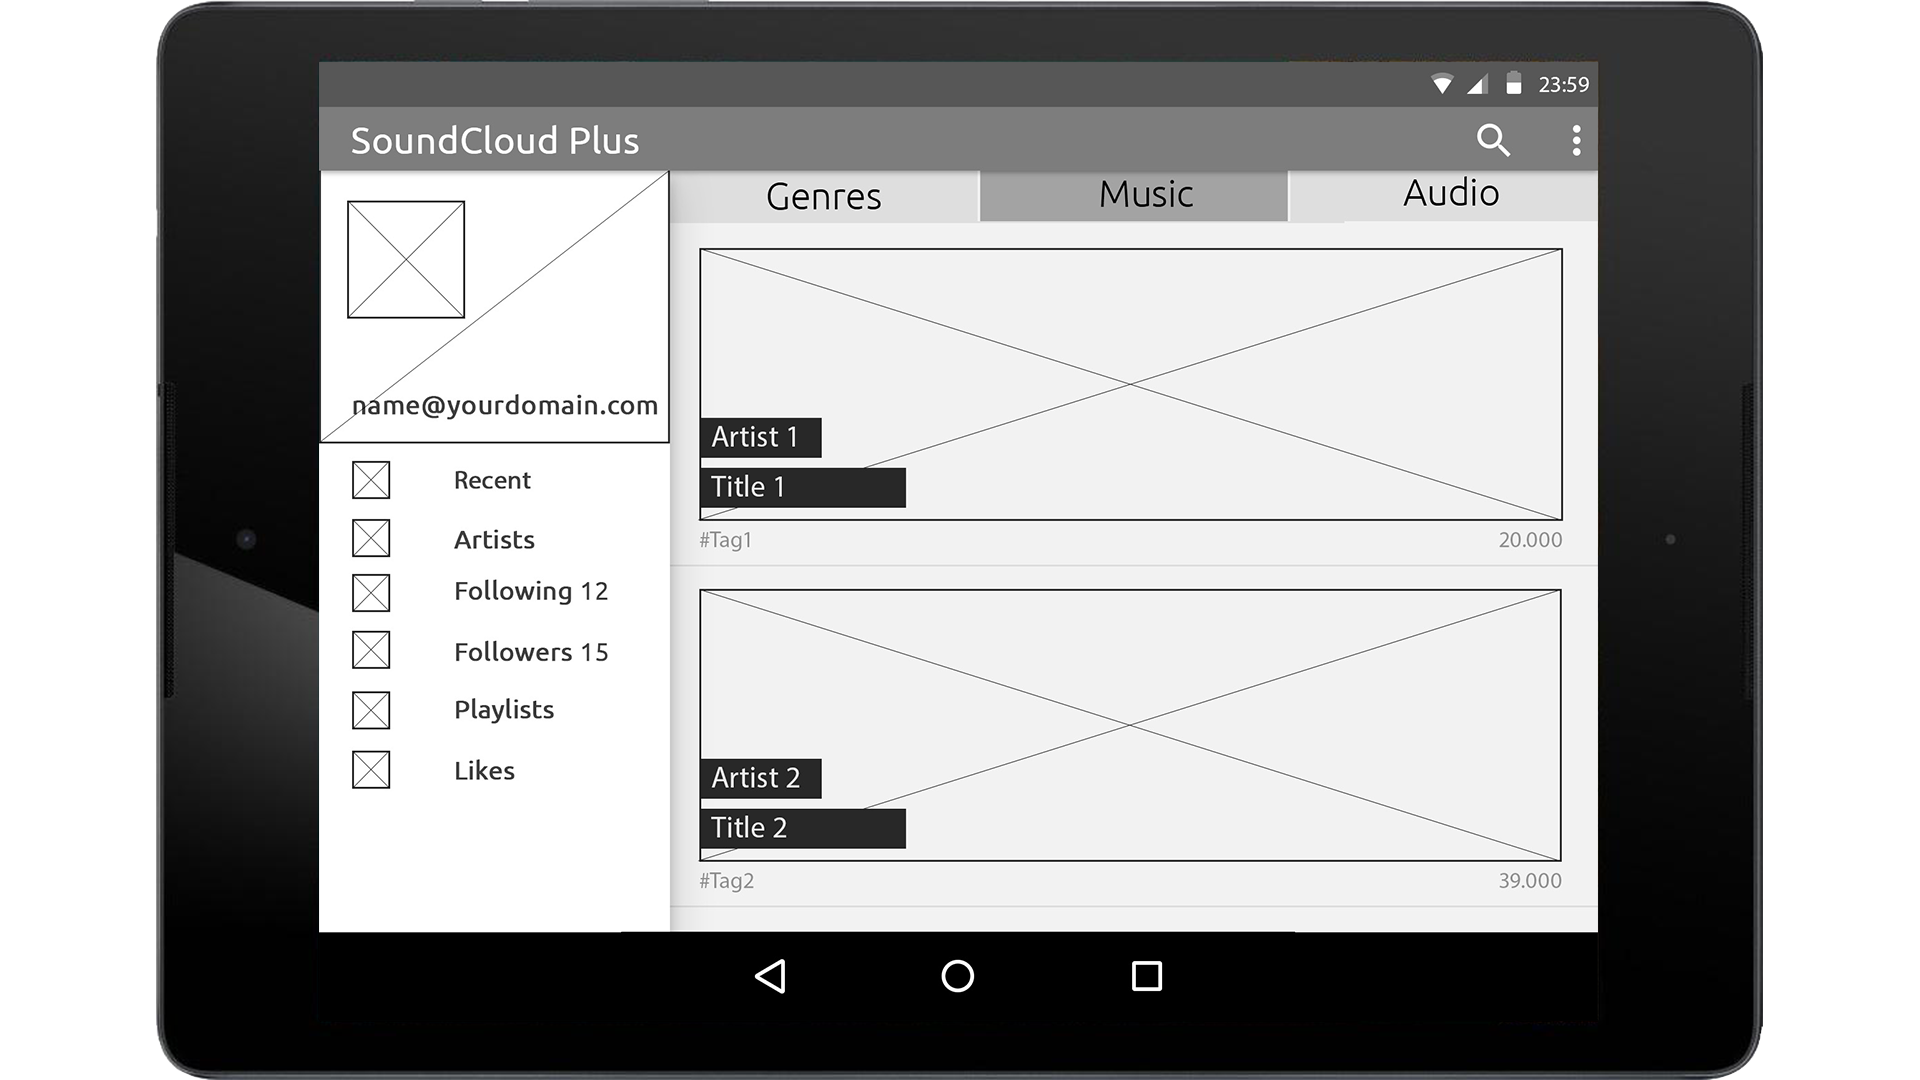 23:59
SoundCloud Plus
Genres
Music
Audio
name@yourdomain.com
Recent
Artists
Following 12
Followers 15
Playlists
Likes
Artist 1
Title 1
#Tag1
20.000
Artist 2
Title 2
#Tag2
39.000